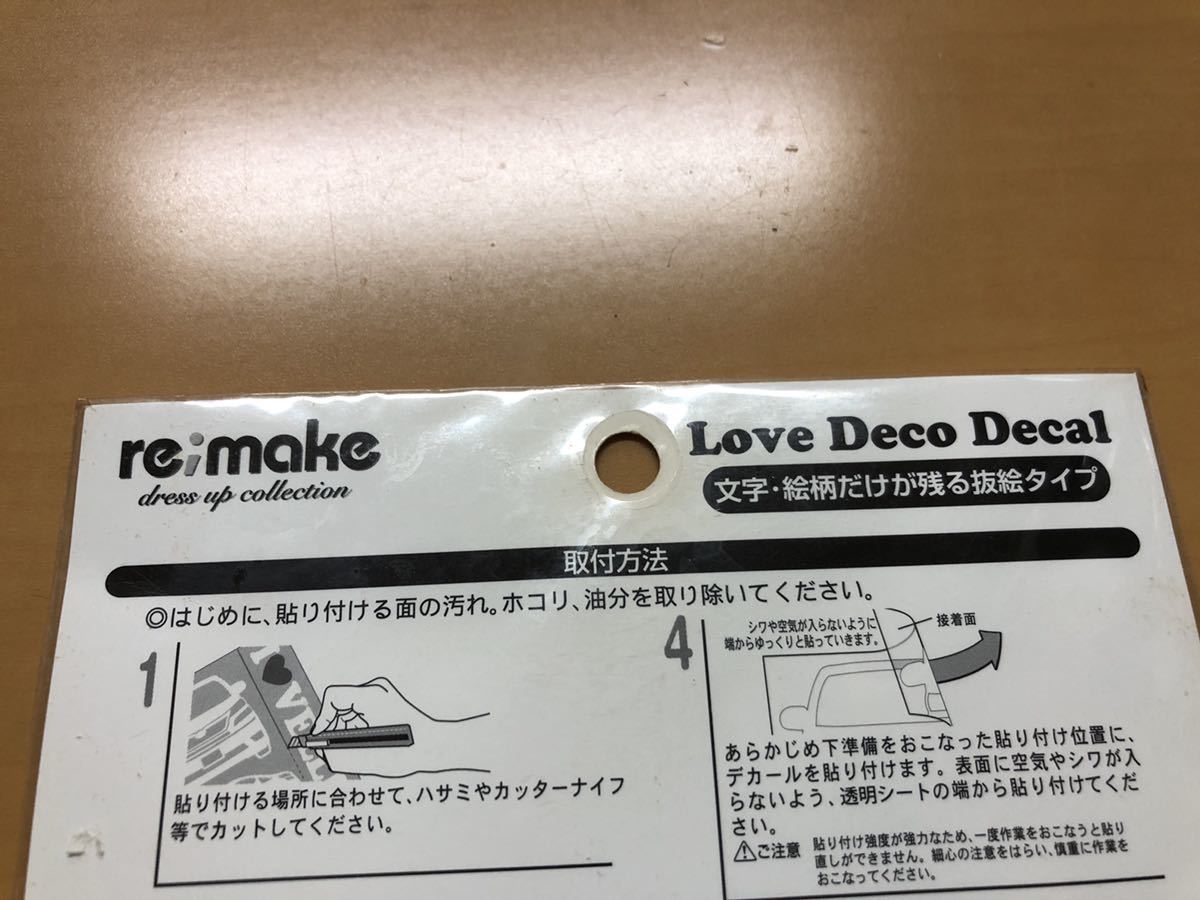 re;make
dress up collection
Love Deco Decal
文字・絵柄だけが残る抜絵タイプ
取付方法
◎はじめに、貼り付ける面の汚れ。ホコリ、油分を取り除いてください。
1
貼り付ける場所に合わせて、ハサミやカッターナイフ
等でカットしてください。
4
シワや空気が入らないように
端からゆっくりと貼っていきます。
接着面
あらかじめ下準備をおこなった貼り付け位置に、
デカールを貼り付けます。表面に空気やシワが入
らないよう、透明シートの端から貼り付けてくだ
さい。
⚠ご注意
貼り付け強度が強力なため、一度作業をおこなうと貼り
直しができません。細心の注意をはらい、慎重に作業を
おこなってください。